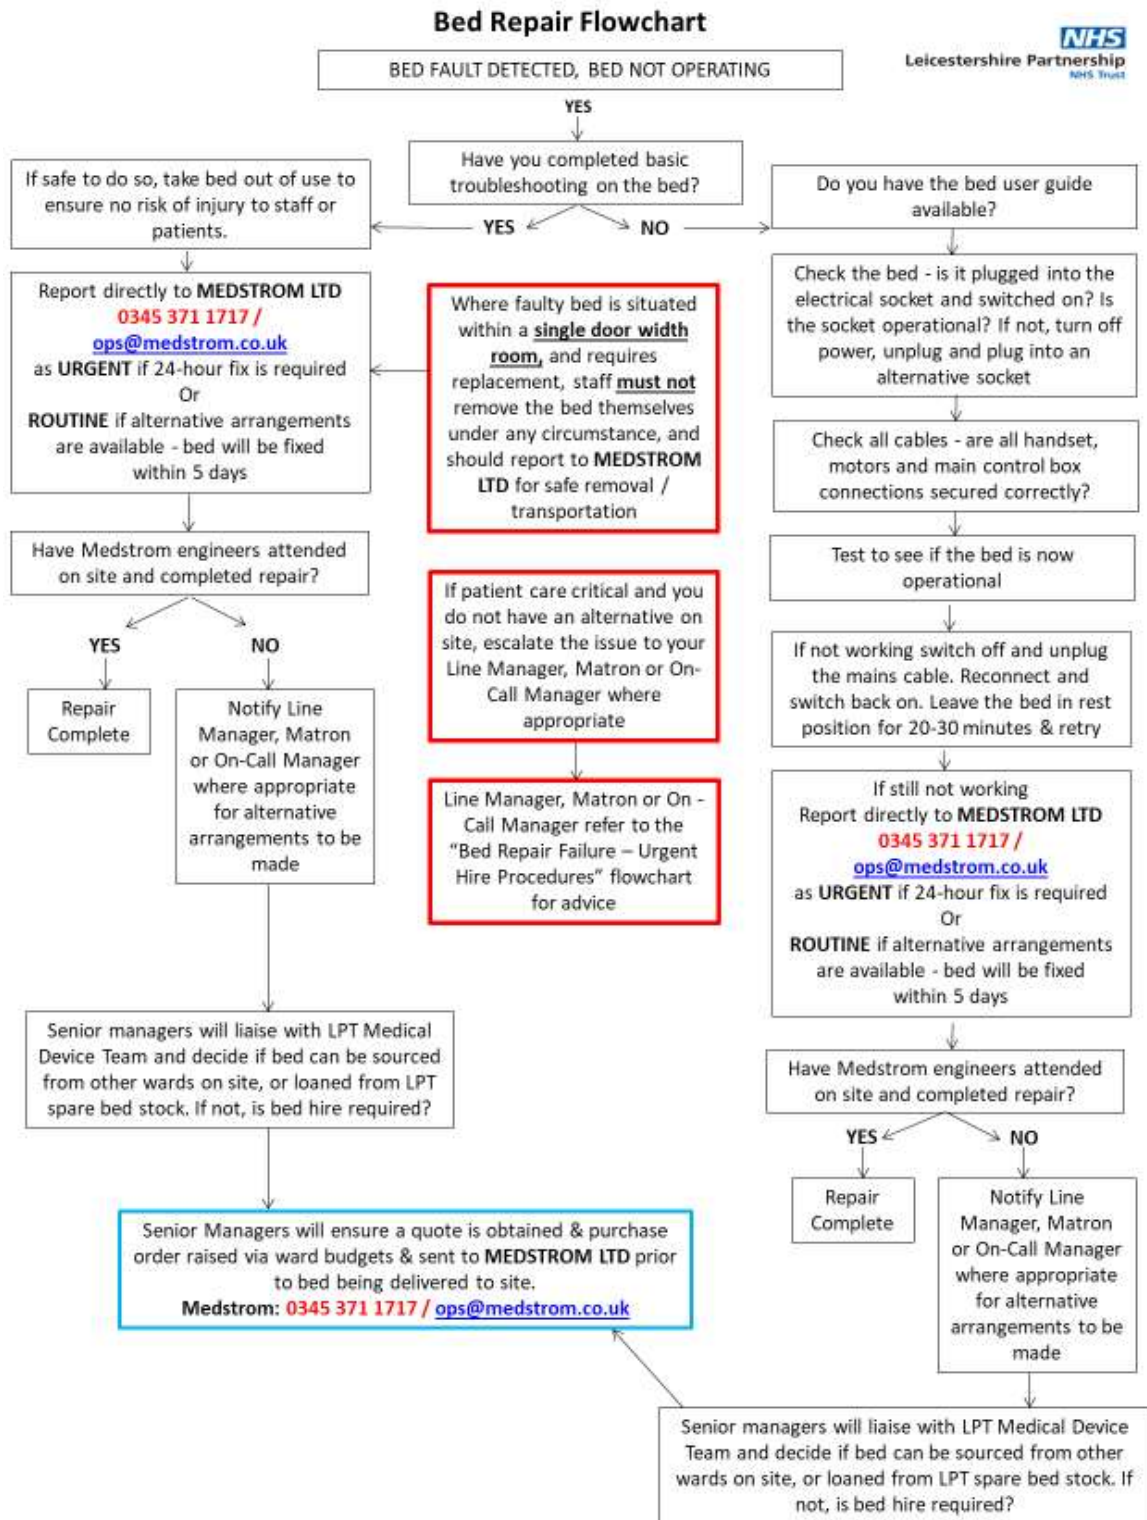 Bed Repair Flowchart
NHS
Leicestershire Partnership
NHS Trust
BED FAULT DETECTED, BED NOT OPERATING
YES
Have you completed basic
troubleshooting on the bed?
YES
NO
If safe to do so, take bed out of use to
ensure no risk of injury to staff or
patients.
Report directly to MEDSTROM LTD
0345 371 1717 /
ops@medstrom.co.uk
as URGENT if 24-hour fix is required
Or
ROUTINE if alternative arrangements
are available - bed will be fixed
within 5 days
Have Medstrom engineers attended
on site and completed repair?
YES
NO
Repair
Complete
Notify Line
Manager, Matron
or On-Call Manager
where appropriate
for alternative
arrangements to be
made
Senior managers will liaise with LPT Medical
Device Team and decide if bed can be sourced
from other wards on site, or loaned from LPT
spare bed stock. If not, is bed hire required?
Senior Managers will ensure a quote is obtained & purchase
order raised via ward budgets & sent to MEDSTROM LTD prior
to bed being delivered to site.
Medstrom: 0345 371 1717 / ops@medstrom.co.uk
Where faulty bed is situated
within a single door width
room, and requires
replacement, staff must not
remove the bed themselves
under any circumstance, and
should report to MEDSTROM
LTD for safe removal /
transportation
If patient care critical and you
do not have an alternative on
site, escalate the issue to your
Line Manager, Matron or On-
Call Manager where
appropriate
Line Manager, Matron or On -
Call Manager refer to the
“Bed Repair Failure – Urgent
Hire Procedures” flowchart
for advice
Do you have the bed user guide
available?
Check the bed - is it plugged into the
electrical socket and switched on? Is
the socket operational? If not, turn off
power, unplug and plug into an
alternative socket
Check all cables - are all handset,
motors and main control box
connections secured correctly?
Test to see if the bed is now
operational
If not working switch off and unplug
the mains cable. Reconnect and
switch back on. Leave the bed in rest
position for 20-30 minutes & retry
If still not working
Report directly to MEDSTROM LTD
0345 371 1717 /
ops@medstrom.co.uk
as URGENT if 24-hour fix is required
Or
ROUTINE if alternative arrangements
are available - bed will be fixed
within 5 days
Have Medstrom engineers attended
on site and completed repair?
YES
NO
Repair
Complete
Notify Line
Manager, Matron
or On-Call Manager
where appropriate
for alternative
arrangements to be
made
Senior managers will liaise with LPT Medical Device
Team and decide if bed can be sourced from other
wards on site, or loaned from LPT spare bed stock. If
not, is bed hire required?